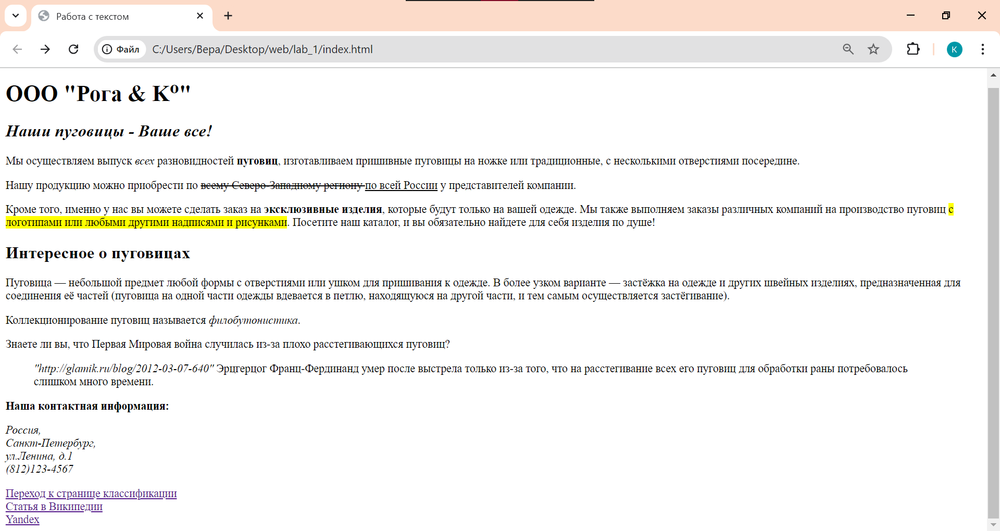 Работа с текстом
Файл C:/Users/Вера/Desktop/web/lab_1/index.html
K
ООО "Рога & Kº"
Наши пуговицы - Ваше все!
Мы осуществляем выпуск всех разновидностей пуговиц, изготавливаем пришивные пуговицы на ножке или традиционные, с несколькими отверстиями посередине.
Нашу продукцию можно приобрести по всему Северо-Западному региону по всей России у представителей компании.
Кроме того, именно у нас вы можете сделать заказ на эксклюзивные изделия, которые будут только на вашей одежде. Мы также выполняем заказы различных компаний на производство пуговиц с
логотипами или любыми другими надписями и рисунками. Посетите наш каталог, и вы обязательно найдете для себя изделия по душе!
Интересное о пуговицах
Пуговица — небольшой предмет любой формы с отверстиями или ушком для пришивания к одежде. В более узком варианте — застёжка на одежде и других швейных изделиях, предназначенная для
соединения её частей (пуговица на одной части одежды вдевается в петлю, находящуюся на другой части, и тем самым осуществляется застёгивание).
Коллекционирование пуговиц называется филобутонистика.
Знаете ли вы, что Первая Мировая война случилась из-за плохо расстегивающихся пуговиц?
"http://glamik.ru/blog/2012-03-07-640" Эрцгерцог Франц-Фердинанд умер после выстрела только из-за того, что на расстегивание всех его пуговиц для обработки раны потребовалось
слишком много времени.
Наша контактная информация:
Россия,
Санкт-Петербург,
ул.Ленина, д.1
(812)123-4567
Переход к странице классификации
Статья в Википедии
Yandex